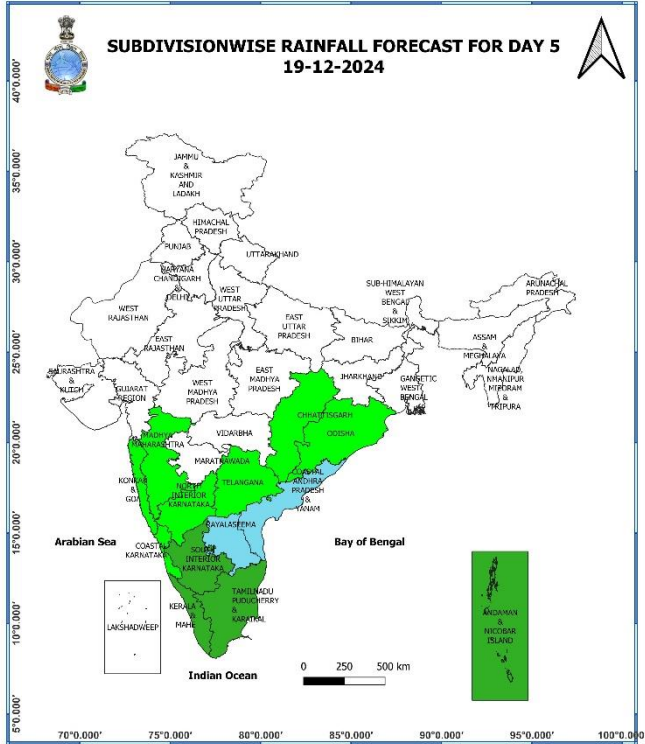 SUBDIVISIONWISE RAINFALL FORECAST FOR DAY 5
19-12-2024
40°0.000'
35°0.000'
30°0.000'
25°0.000'
20°0.000'
15°0.000'
10°0.000'
5°0.000'
JAMMU
&
KASHMIR
AND
LADAKH
HIMACHAL
PRADESH
PUNJAB
UTTARAKHAND
HARYANA
CHANDIGARH
&
DELHI
WEST
UTTAR
PRADESH
SUB-HIMALAYAN
WEST
BENGAL
&
SIKKIM
ARUNACHAL
PRADESH
WEST
RAJASTHAN
EAST
RAJASTHAN
EAST
UTTAR
PRADESH
BIHAR
ASSAM
&
MEGHALAYA
NAGALAD,
NMANIPUR
MIZORAM
&
TRIPURA
SAURASHTRA
&
KUTCH
GUJARAT
REGION
WEST
MADHYA
PRADESH
EAST
MADHYA
PRADESH
JHARKHAND
GANGETIC
WEST
BENGAL
CHHATTISGARH
ODISHA
MADHYA
MAHARASHTRA
VIDARBHA
MARATHAWADA
KONKAN
&
GOA
NORTH
INTERIOR
KARNATAKA
TELANGANA
COASTAL
ANDHRA
PRADESH
&
YANAM
RAYALASEEMA
Arabian Sea
Bay of Bengal
COASTAL
KARNATAKA
SOUTH
INTERIOR
KARNATAKA
LAKSHADWEEP
KERALA
&
MAHE
TAMILNADU
PUDUCHERRY
&
KARAIKAL
ANDAMAN
&
NICOBAR
ISLAND
Indian Ocean
0 250 500 km
70°0.000' 75°0.000' 80°0.000' 85°0.000' 90°0.000' 95°0.000' 100°0.000'